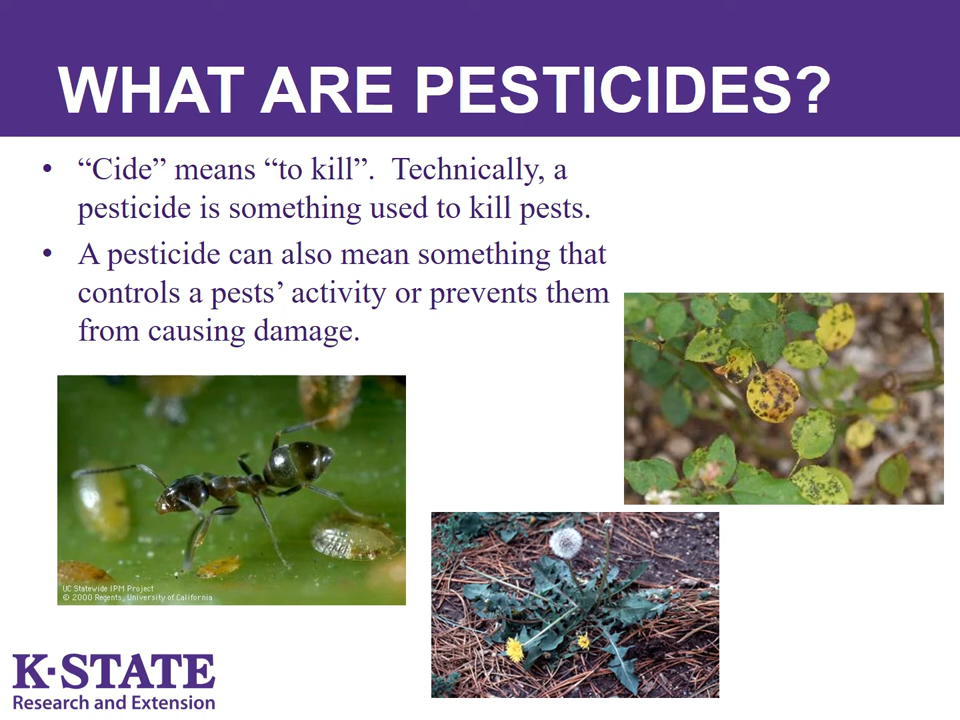 WHAT ARE PESTICIDES?
• “Cide” means “to kill”.  Technically, a
pesticide is something used to kill pests.
• A pesticide can also mean something that
controls a pests’ activity or prevents them
from causing damage.
UC Statewide IPM Project
© 2000 Regents, University of California
K-STATE
Research and Extension